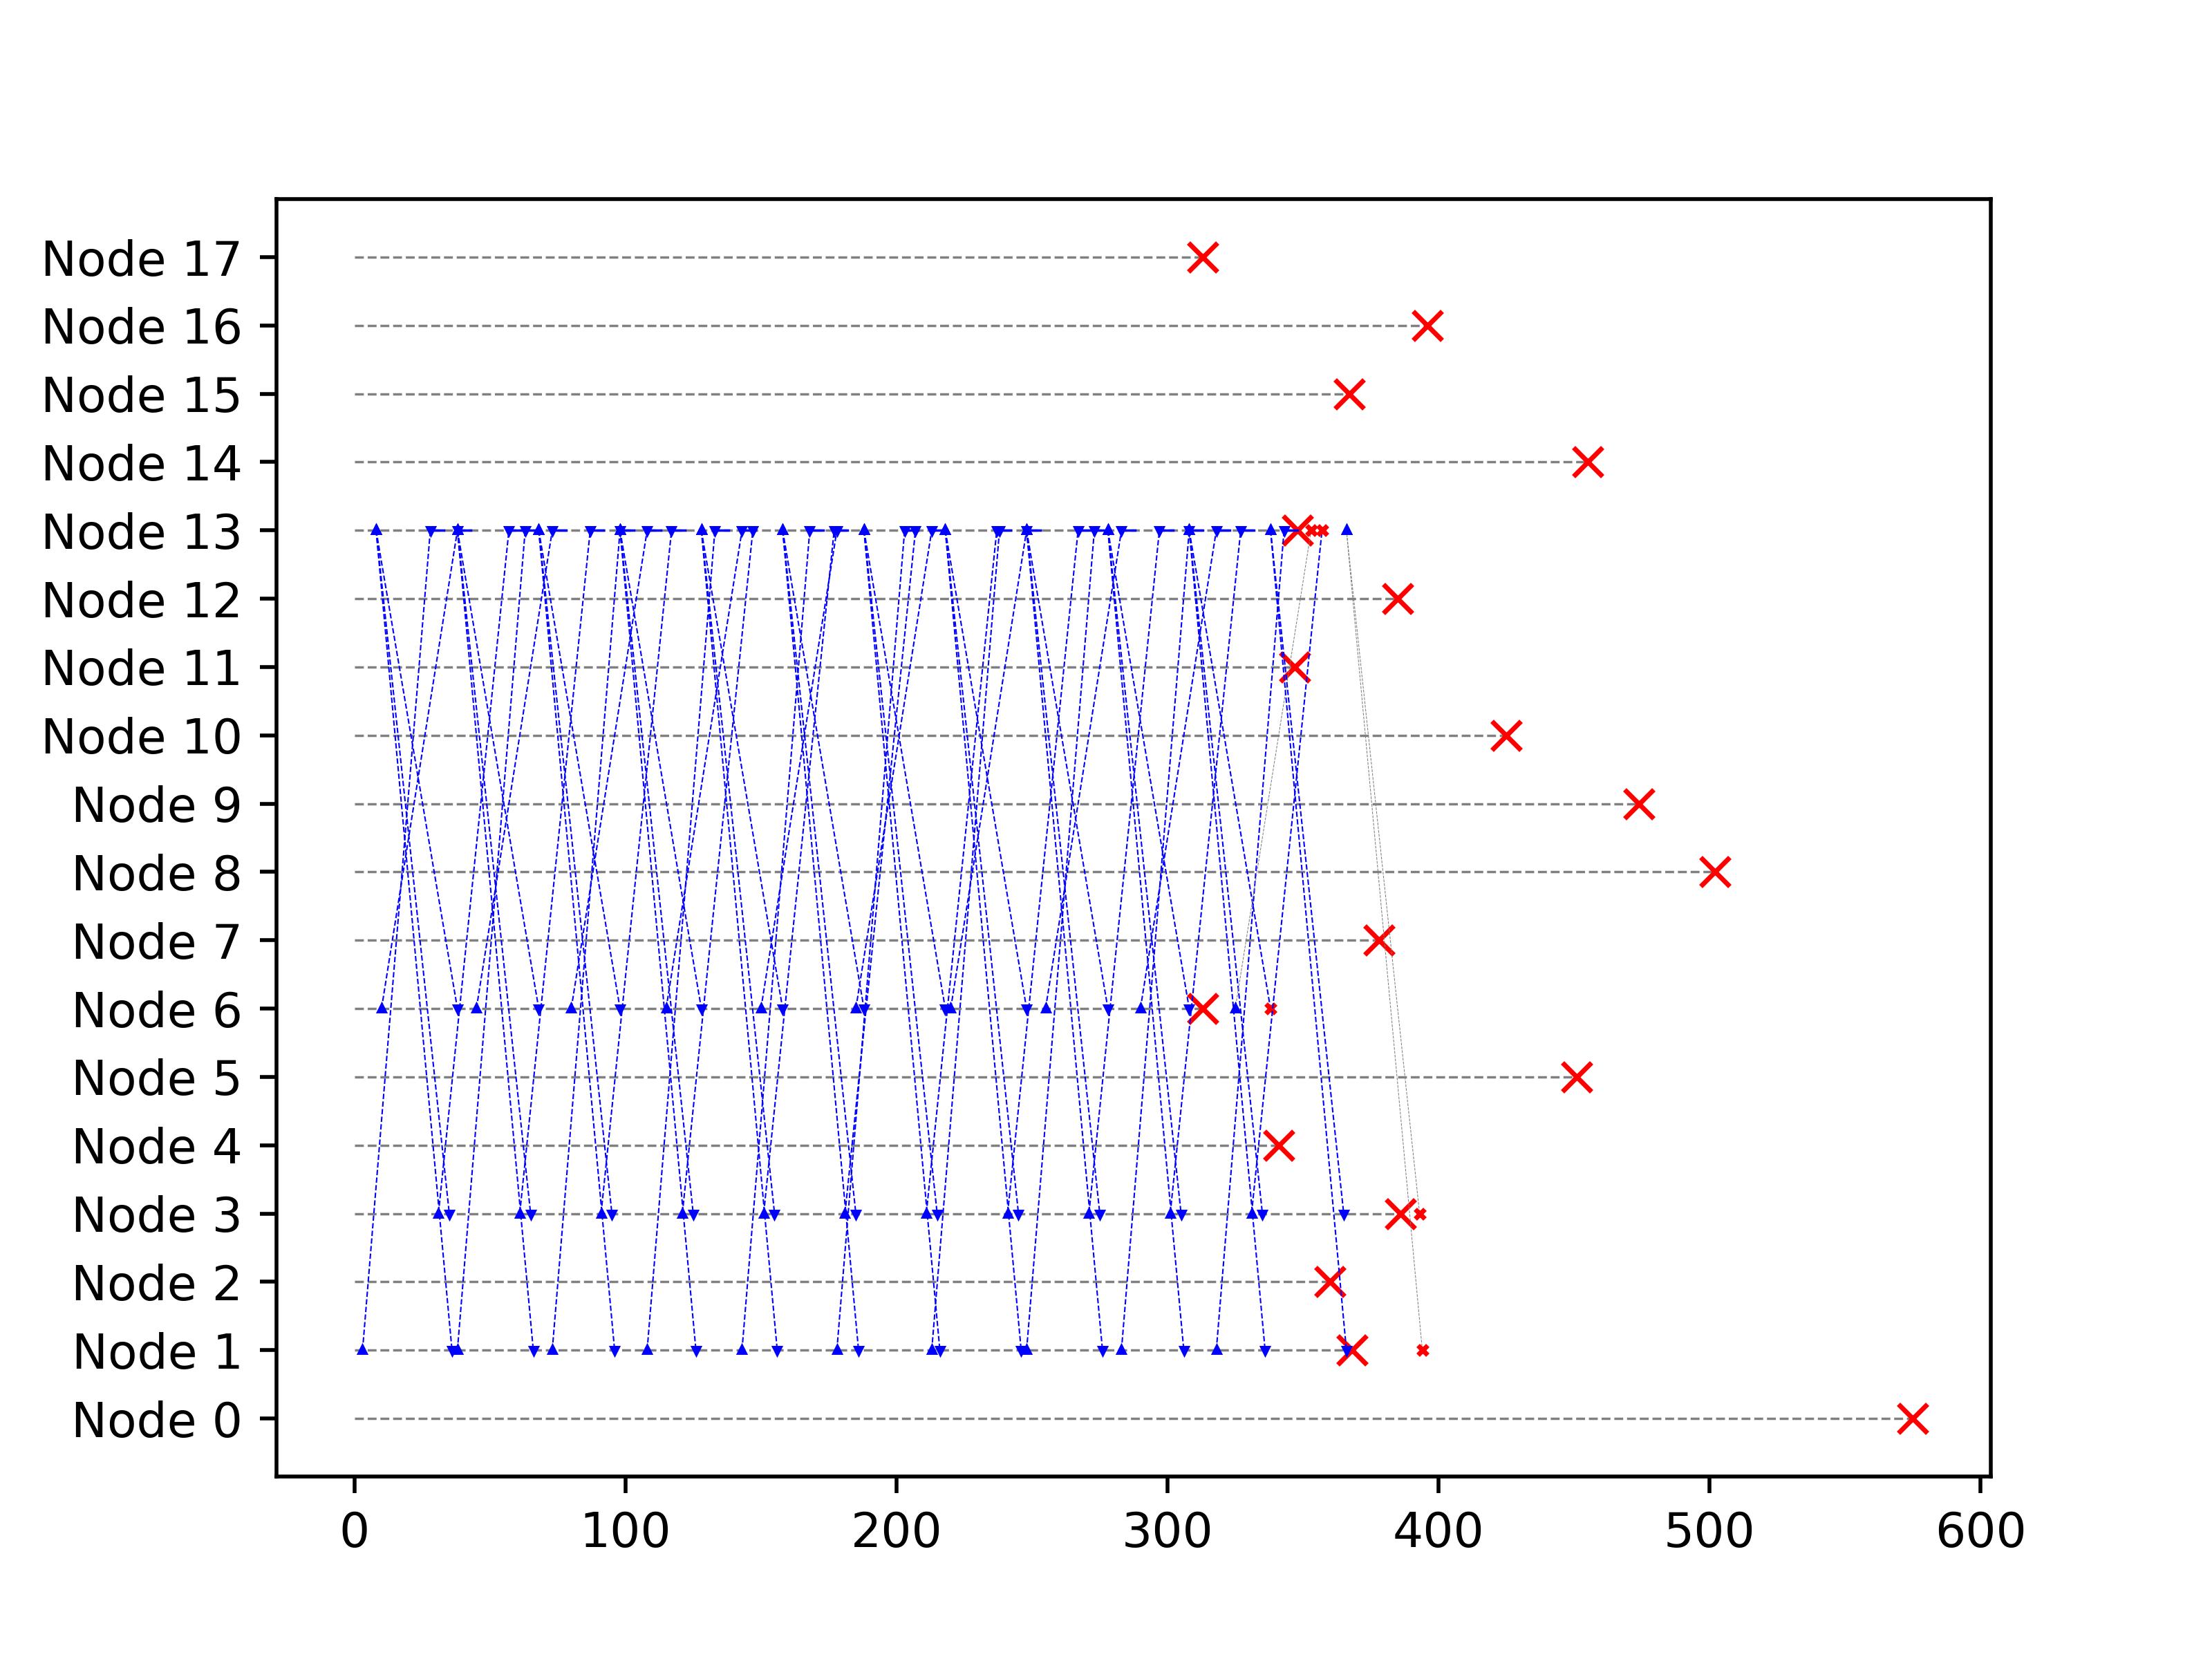 Node 17
Node 16
Node 15
Node 14
Node 13
Node 12
Node 11
Node 10
Node 9
Node 8
Node 7
Node 6
Node 5
Node 4
Node 3
Node 2
Node 1
Node 0
0 100 200 300 400 500 600